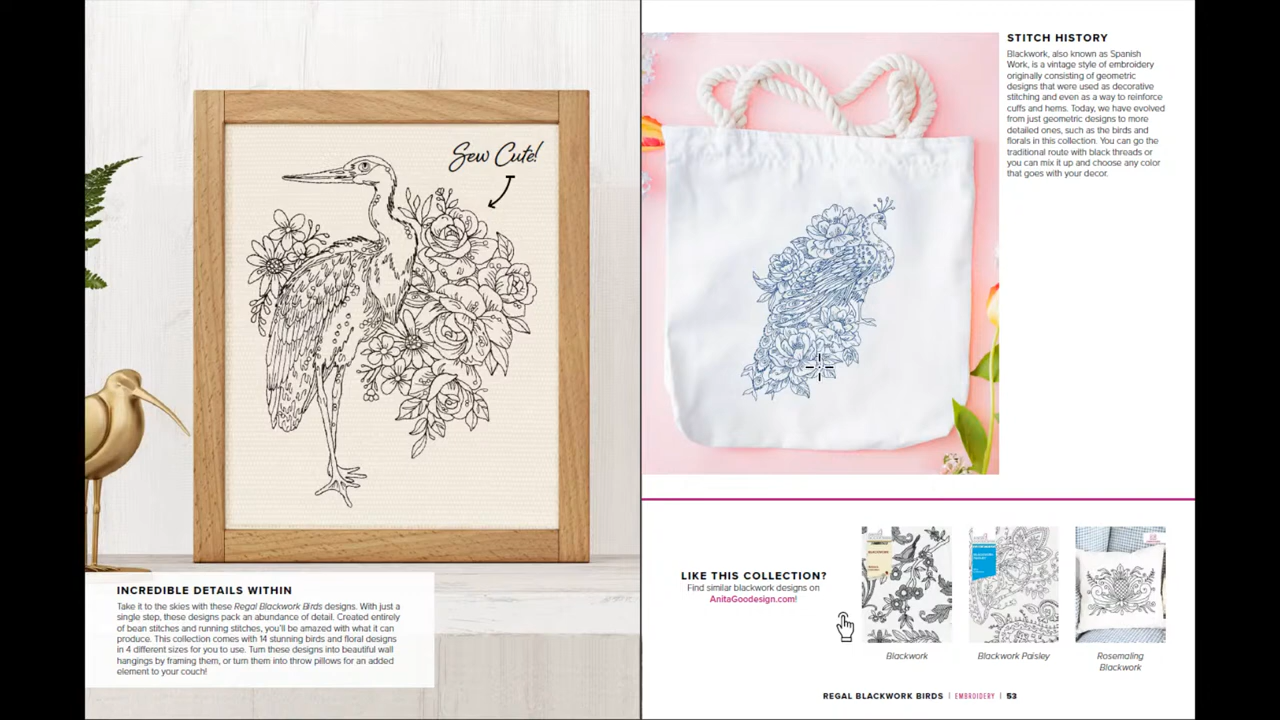 Sew Cute!
INCREDIBLE DETAILS WITHIN
Take it to the skies with these Regal Blackwork Birds designs. With just a
single step, these designs pack an abundance of detail. Created entirely
of bean stitches and running stitches, you'll be amazed with what it can
produce. This collection comes with 14 stunning birds and floral designs
in 4 different sizes for you to use. Turn these designs into beautiful wall
hangings by framing them, or turn them into throw pillows for an added
element to your couch!
STITCH HISTORY
Blackwork, also known as Spanish
Work, is a vintage style of embroidery
originally consisting of geometric
designs that were used as decorative
stitching and even as a way to reinforce
cuffs and hems. Today, we have evolved
from just geometric designs to more
detailed ones, such as the birds and
florals in this collection. You can go the
traditional route with black threads or
you can mix it up and choose any color
that goes with your decor.
LIKE THIS COLLECTION?
Find similar blackwork designs on
AnitaGoodesign.com!
Blackwork
Blackwork Paisley
Rosemaling
Blackwork
REGAL BLACKWORK BIRDS | EMBROIDERY | 53